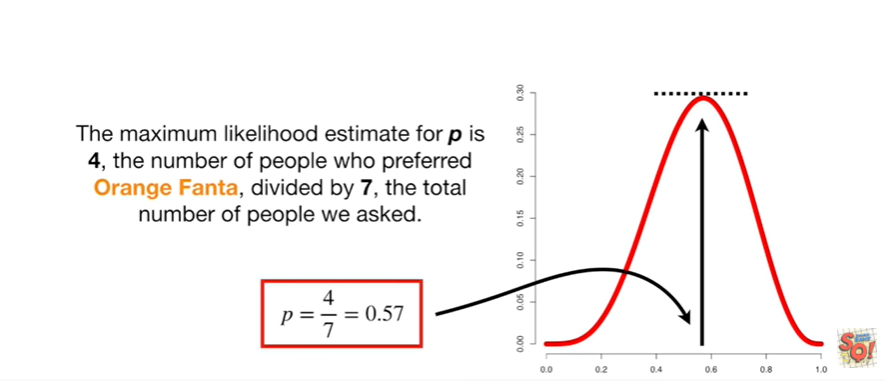 The maximum likelihood estimate for p is
4, the number of people who preferred
Orange Fanta, divided by 7, the total
number of people we asked.
p = 4/7 = 0.57
0.30
0.25
0.20
0.15
0.10
0.05
0.00
0.0 0.2 0.4 0.6 0.8 1.0
SQ!